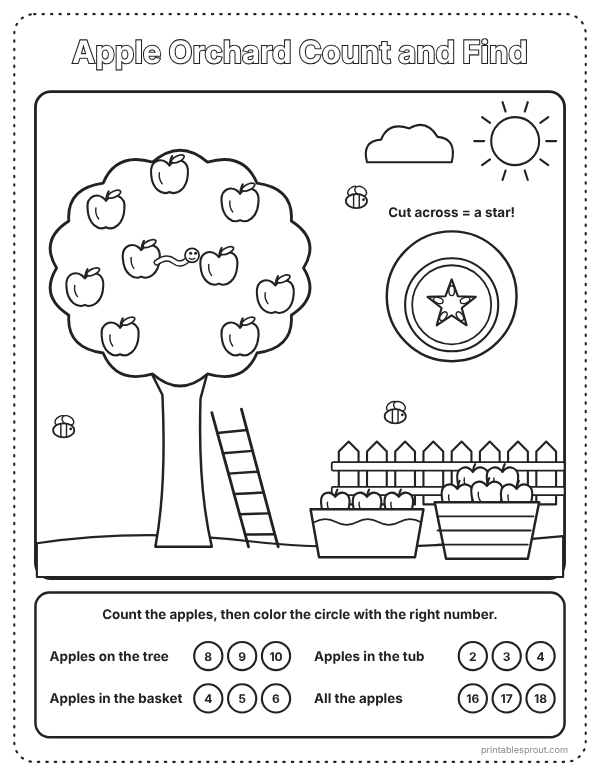 Apple Orchard Count and Find
Cut across = a star!
Count the apples, then color the circle with the right number.
Apples on the tree 8 9 10 Apples in the tub 2 3 4
Apples in the basket 4 5 6 All the apples 16 17 18
printablesprout.com